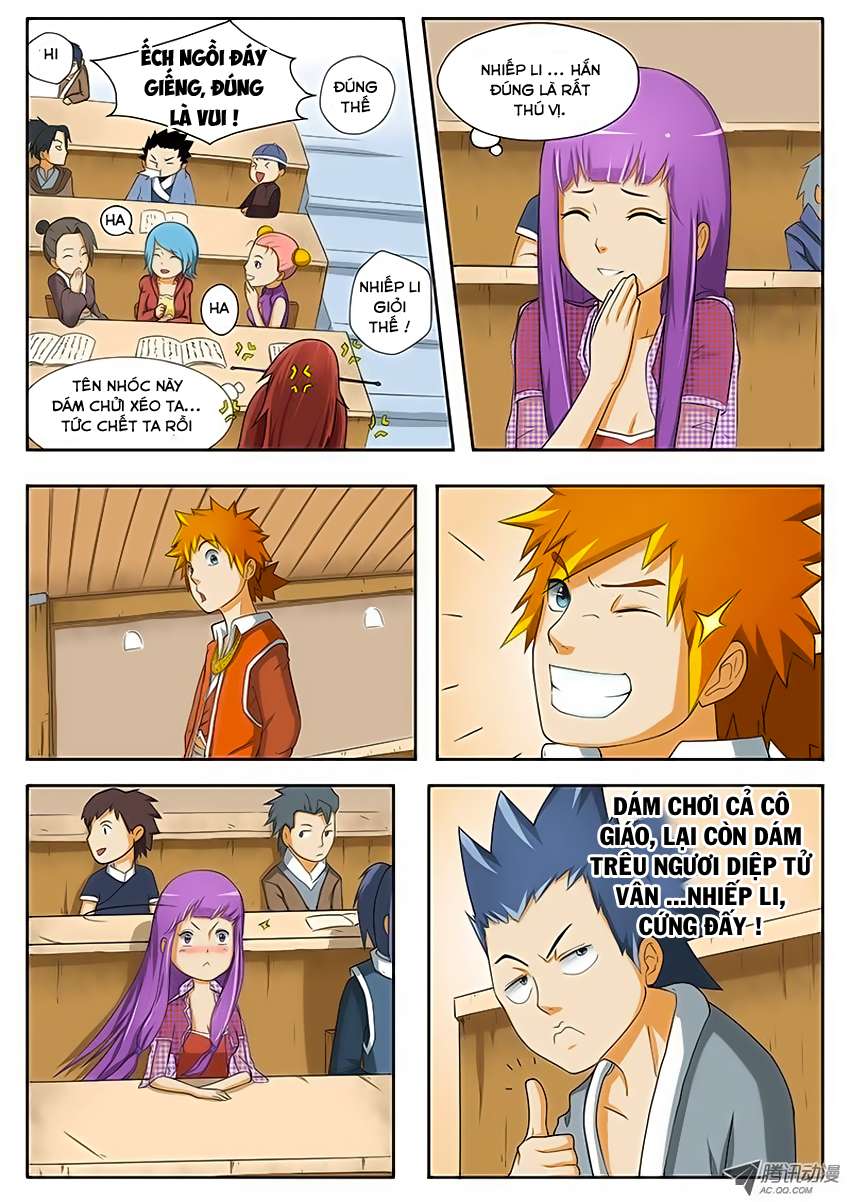 HI
ẾCH NGỒI ĐÁY
GIẾNG, ĐÚNG
LÀ VUI !
ĐÚNG
THẾ
HA
HA
NHIẾP LI
GIỎI
THẾ !
TÊN NHÓC NÀY
DÁM CHỬI XÉO TA...
TỨC CHẾT TA RỒI
NHIẾP LI ... HẮN
ĐÚNG LÀ RẤT
THÚ VỊ.
DÁM CHƠI CẢ CÔ
GIÁO, LẠI CÒN DÁM
TRÊU NGƯƠI DIỆP TỬ
VÂN ...NHIẾP LI,
CỨNG ĐẤY !
腾讯动漫
AC.QQ.COM